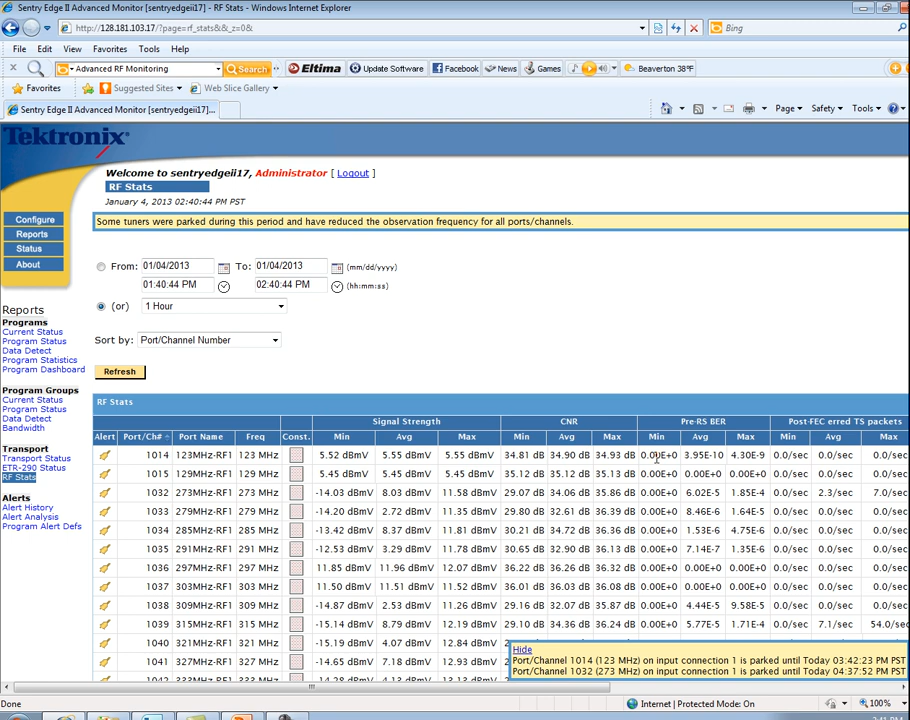 Sentry Edge II Advanced Monitor [sentryedgeii17] - RF Stats - Windows Internet Explorer
http://128.181.103.17/?page=rf_stats&&_z=0&
Bing
File Edit View Favorites Tools Help
Advanced RF Monitoring Search Eltima Update Software Facebook News Games Beaverton 38°F
Favorites Suggested Sites Web Slice Gallery
Sentry Edge II Advanced Monitor [sentryedgeii17]...
Page Safety Tools
Tektronix
Welcome to sentryedgeii17, Administrator [ Logout ]
RF Stats
January 4, 2013 02:40:44 PM PST
Some tuners were parked during this period and have reduced the observation frequency for all ports/channels.
Configure
Reports
Status
About
From: 01/04/2013 To: 01/04/2013 (mm/dd/yyyy)
01:40:44 PM 02:40:44 PM (hh:mm:ss)
(or) 1 Hour
Sort by: Port/Channel Number
Refresh
Reports
Programs
Current Status
Program Status
Data Detect
Program Statistics
Program Dashboard
Program Groups
Current Status
Program Status
Data Detect
Bandwidth
Transport
Transport Status
ETR-290 Status
RF Stats
Alerts
Alert History
Alert Analysis
Program Alert Defs
RF Stats
Signal Strength CNR Pre-RS BER Post-FEC erred TS packets
Alert Port/Ch# Port Name Freq Const. Min Avg Max Min Avg Max Min Avg Max Min Avg Max
1014 123MHz-RF1 123 MHz 5.52 dBmV 5.55 dBmV 5.55 dBmV 34.81 dB 34.90 dB 34.93 dB 0.00E+0 3.95E-10 4.30E-9 0.0/sec 0.0/sec 0.0/sec
1015 129MHz-RF1 129 MHz 5.45 dBmV 5.45 dBmV 5.45 dBmV 35.12 dB 35.12 dB 35.13 dB 0.00E+0 0.00E+0 0.00E+0 0.0/sec 0.0/sec 0.0/sec
1032 273MHz-RF1 273 MHz -14.03 dBmV 8.03 dBmV 11.58 dBmV 29.07 dB 34.06 dB 35.86 dB 0.00E+0 6.02E-5 1.85E-4 0.0/sec 2.3/sec 7.0/sec
1033 279MHz-RF1 279 MHz -14.20 dBmV 2.72 dBmV 11.35 dBmV 29.80 dB 32.61 dB 36.39 dB 0.00E+0 8.46E-6 1.64E-5 0.0/sec 0.0/sec 0.0/sec
1034 285MHz-RF1 285 MHz -13.42 dBmV 8.37 dBmV 11.81 dBmV 30.21 dB 34.72 dB 36.36 dB 0.00E+0 1.53E-6 4.75E-6 0.0/sec 0.0/sec 0.0/sec
1035 291MHz-RF1 291 MHz -12.53 dBmV 3.29 dBmV 11.78 dBmV 30.65 dB 32.90 dB 36.13 dB 0.00E+0 7.14E-7 1.35E-6 0.0/sec 0.0/sec 0.0/sec
1036 297MHz-RF1 297 MHz 11.85 dBmV 11.96 dBmV 12.07 dBmV 36.22 dB 36.26 dB 36.32 dB 0.00E+0 0.00E+0 0.00E+0 0.0/sec 0.0/sec 0.0/sec
1037 303MHz-RF1 303 MHz 11.50 dBmV 11.51 dBmV 11.52 dBmV 36.01 dB 36.03 dB 36.08 dB 0.00E+0 0.00E+0 0.00E+0 0.0/sec 0.0/sec 0.0/sec
1038 309MHz-RF1 309 MHz -14.87 dBmV 2.53 dBmV 11.26 dBmV 29.16 dB 32.07 dB 35.87 dB 0.00E+0 4.44E-5 9.58E-5 0.0/sec 0.0/sec 0.0/sec
1039 315MHz-RF1 315 MHz -15.14 dBmV 8.79 dBmV 12.19 dBmV 29.10 dB 34.36 dB 36.24 dB 0.00E+0 5.77E-5 1.71E-4 0.0/sec 7.1/sec 54.0/sec
1040 321MHz-RF1 321 MHz -15.19 dBmV 4.07 dBmV 12.84 dBmV
1041 327MHz-RF1 327 MHz -14.65 dBmV 7.18 dBmV 12.93 dBmV
Hide
Port/Channel 1014 (123 MHz) on input connection 1 is parked until Today 03:42:23 PM PST
Port/Channel 1032 (273 MHz) on input connection 1 is parked until Today 04:37:52 PM PST
Done Internet | Protected Mode: On 100%